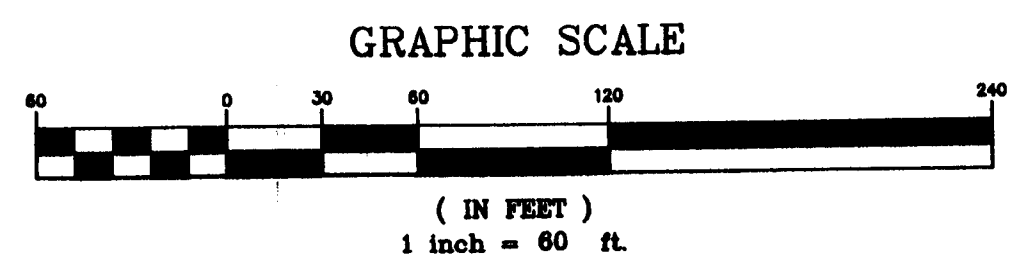 GRAPHIC SCALE
60 0 30 60 120 240
( IN FEET )
1 inch = 60 ft.